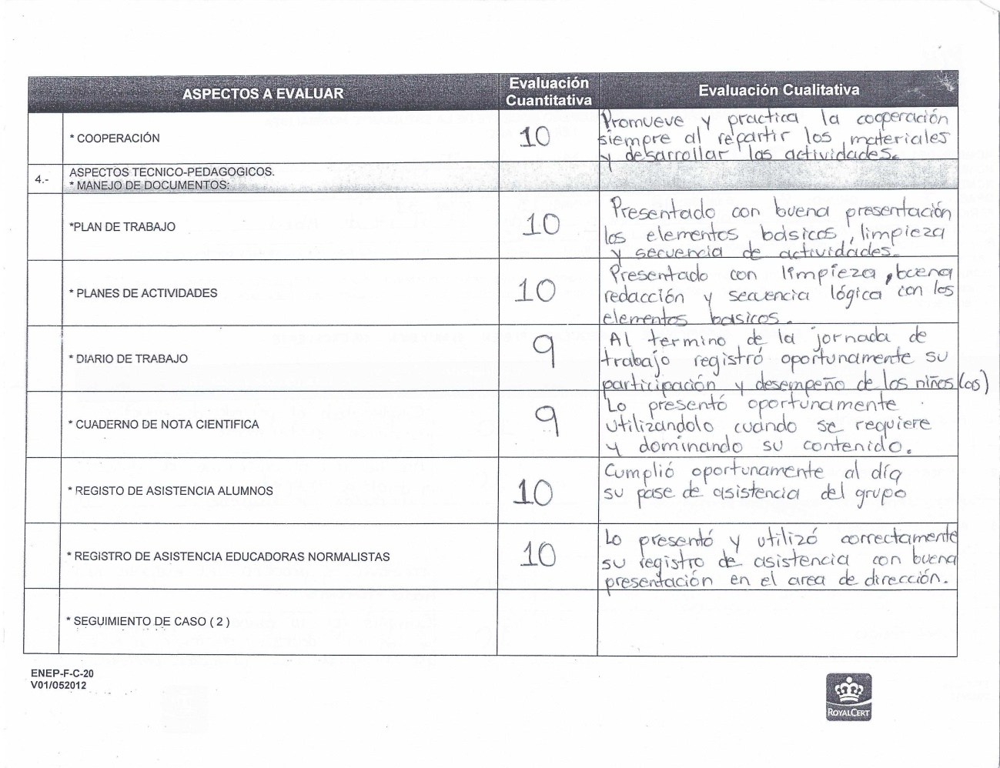 ASPECTOS A EVALUAR
Evaluación
Cuantitativa
Evaluación Cualitativa
* COOPERACIÓN
10
Promueve y practica la cooperación
siempre al repartir los materiales
y desarrollar las actividades.
4.-
ASPECTOS TECNICO-PEDAGOGICOS.
* MANEJO DE DOCUMENTOS:
*PLAN DE TRABAJO
10
Presentado con buena presentación
los elementos básicos, limpieza
y secuencia de actividades.
* PLANES DE ACTIVIDADES
10
Presentado con limpieza, buena
redacción y secuencia lógica con los
elementos basicos.
* DIARIO DE TRABAJO
9
Al termino de la jornada de
trabajo registró oportunamente su
participación y desempeño de los niños(as)
* CUADERNO DE NOTA CIENTIFICA
9
Lo presentó oportunamente
utilizandolo cuando se requiere
y dominando su contenido.
* REGISTO DE ASISTENCIA ALUMNOS
10
Cumplió oportunamente al día
su pase de asistencia del grupo
* REGISTRO DE ASISTENCIA EDUCADORAS NORMALISTAS
10
Lo presentó y utilizó correctamente
su registro de asistencia con buena
presentación en el area de dirección.
* SEGUIMIENTO DE CASO ( 2 )
ENEP-F-C-20
V01/052012
ROYALCERT